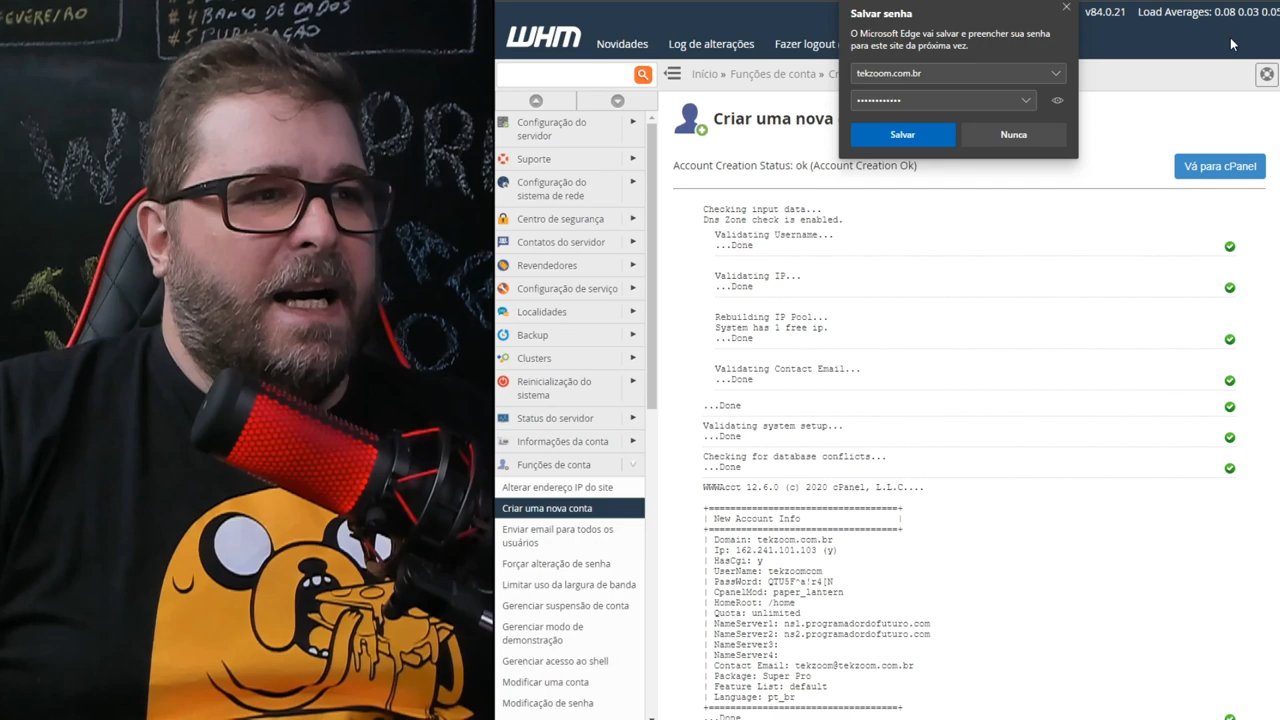 FEVEREIRO
#4 BANCO DE DADOS
#5 PUBLICAÇÃO
WHM
Novidades
Log de alterações
Fazer logout
v84.0.21
Load Averages: 0.08 0.03 0.05
Salvar senha
O Microsoft Edge vai salvar e preencher sua senha
para este site da próxima vez.
tekzoom.com.br
••••••••••••
Salvar
Nunca
Início » Funções de conta »
Configuração do
servidor
Suporte
Configuração do
sistema de rede
Centro de segurança
Contatos do servidor
Revendedores
Configuração de serviço
Localidades
Backup
Clusters
Reinicialização do
sistema
Status do servidor
Informações da conta
Funções de conta
Alterar endereço IP do site
Criar uma nova conta
Enviar email para todos os
usuários
Forçar alteração de senha
Limitar uso da largura de banda
Gerenciar suspensão de conta
Gerenciar modo de
demonstração
Gerenciar acesso ao shell
Modificar uma conta
Modificação de senha
Criar uma nova
Account Creation Status: ok (Account Creation Ok)
Vá para cPanel
Checking input data...
Dns Zone check is enabled.
Validating Username...
...Done
Validating IP...
...Done
Rebuilding IP Pool...
System has 1 free ip.
...Done
Validating Contact Email...
...Done
...Done
Validating system setup...
...Done
Checking for database conflicts...
...Done
WWWAcct 12.6.0 (c) 2020 cPanel, L.L.C....
+===================================+
| New Account Info |
+===================================+
| Domain: tekzoom.com.br
| Ip: 162.241.101.103 (y)
| HasCgi: y
| UserName: tekzoomcom
| PassWord: QTU5F^a!r4[N
| CpanelMod: paper_lantern
| HomeRoot: /home
| Quota: unlimited
| NameServer1: ns1.programadordofuturo.com
| NameServer2: ns2.programadordofuturo.com
| NameServer3:
| NameServer4:
| Contact Email: tekzoom@tekzoom.com.br
| Package: Super Pro
| Feature List: default
| Language: pt_br
+===================================+
...Done